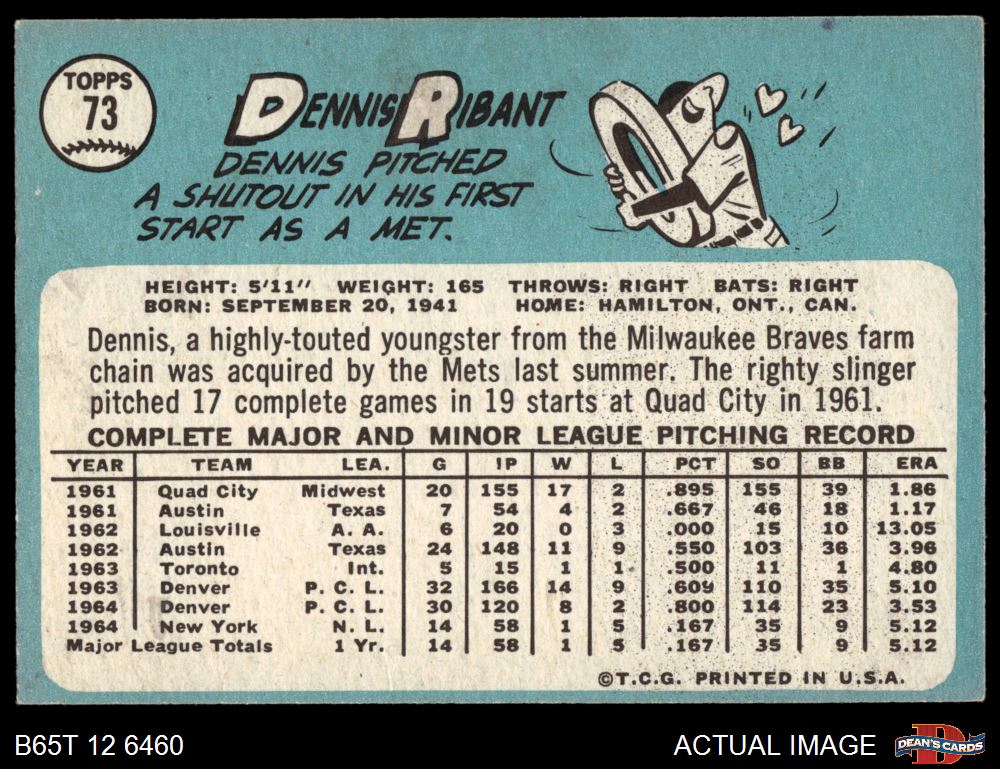 TOPPS
73
DENNIS RIBANT
DENNIS PITCHED
A SHUTOUT IN HIS FIRST
START AS A MET.
HEIGHT: 5'11" WEIGHT: 165 THROWS: RIGHT BATS: RIGHT
BORN: SEPTEMBER 20, 1941 HOME: HAMILTON, ONT., CAN.
Dennis, a highly-touted youngster from the Milwaukee Braves farm
chain was acquired by the Mets last summer. The righty slinger
pitched 17 complete games in 19 starts at Quad City in 1961.
COMPLETE MAJOR AND MINOR LEAGUE PITCHING RECORD
YEAR TEAM LEA. G IP W L PCT SO BB ERA
1961 Quad City Midwest 20 155 17 2 .895 155 39 1.86
1961 Austin Texas 7 54 4 2 .667 46 18 1.17
1962 Louisville A. A. 6 20 0 3 .000 15 10 13.05
1962 Austin Texas 24 148 11 9 .550 103 36 3.96
1963 Toronto Int. 5 15 1 1 .500 11 1 4.80
1963 Denver P. C. L. 32 166 14 9 .609 110 35 5.10
1964 Denver P. C. L. 30 120 8 2 .800 114 23 3.53
1964 New York N. L. 14 58 1 5 .167 35 9 5.12
Major League Totals 1 Yr. 14 58 1 5 .167 35 9 5.12
©T.C.G. PRINTED IN U.S.A.
B65T 12 6460
ACTUAL IMAGE
D
DEAN'S CARDS